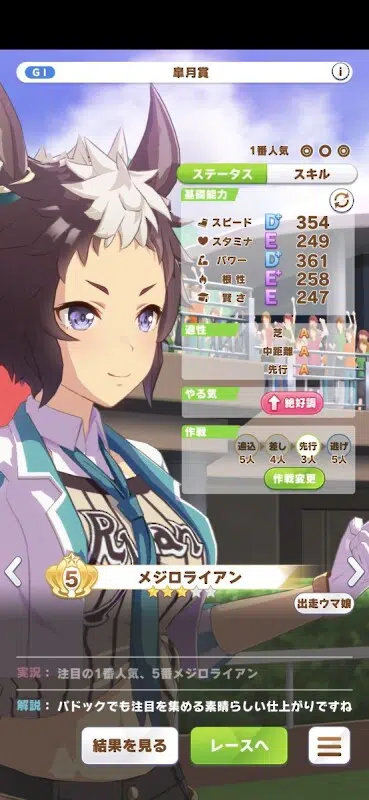 GI
皐月賞
i
1番人気 ◎ ○ ◎
ステータス
スキル
基礎能力
スピード D+ 354
スタミナ E 249
パワー D+ 361
根性 E+ 258
賢さ E 247
適性
芝 A
中距離 A
先行 A
やる気
絶好調
作戦
追込 差し 先行 逃げ
5人 4人 3人 5人
作戦変更
Ryan
5
メジロライアン
出走ウマ娘
実況： 注目の1番人気、5番メジロライアン
解説： パドックでも注目を集める素晴らしい仕上がりですね
結果を見る
レースへ